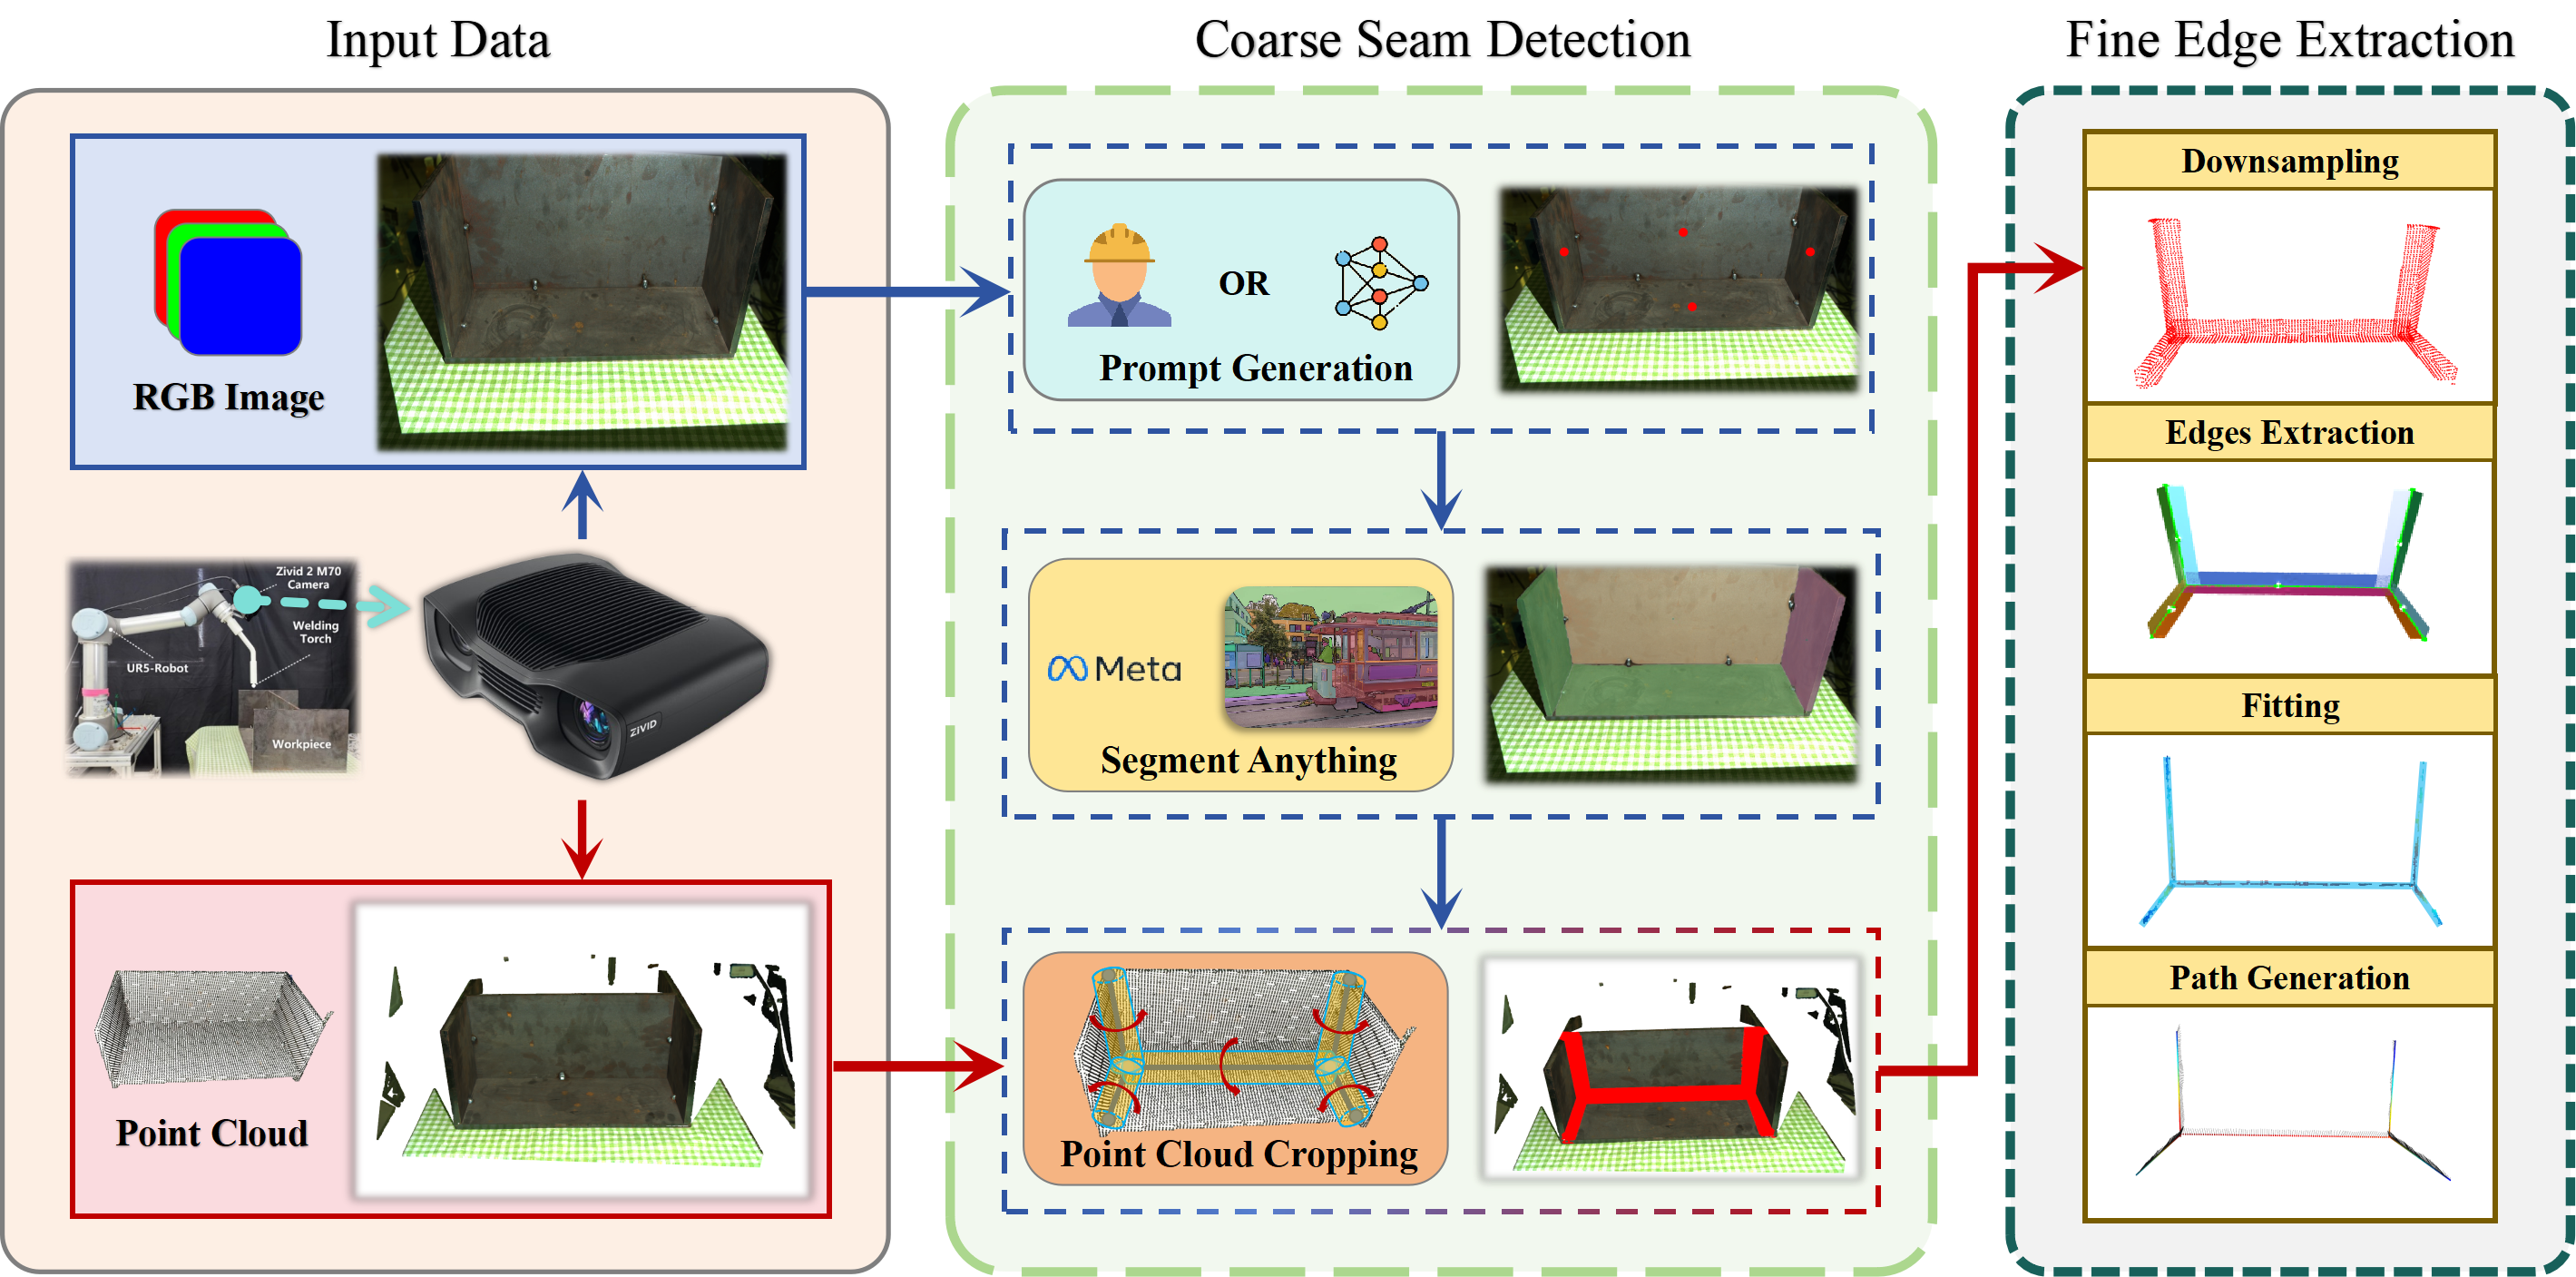 Input Data
RGB Image
Zivid 2 M70
Camera
Welding
Torch
UR5-Robot
Workpiece
ZIVID
Point Cloud
Coarse Seam Detection
OR
Prompt Generation
Meta
Segment Anything
Point Cloud Cropping
Fine Edge Extraction
Downsampling
Edges Extraction
Fitting
Path Generation